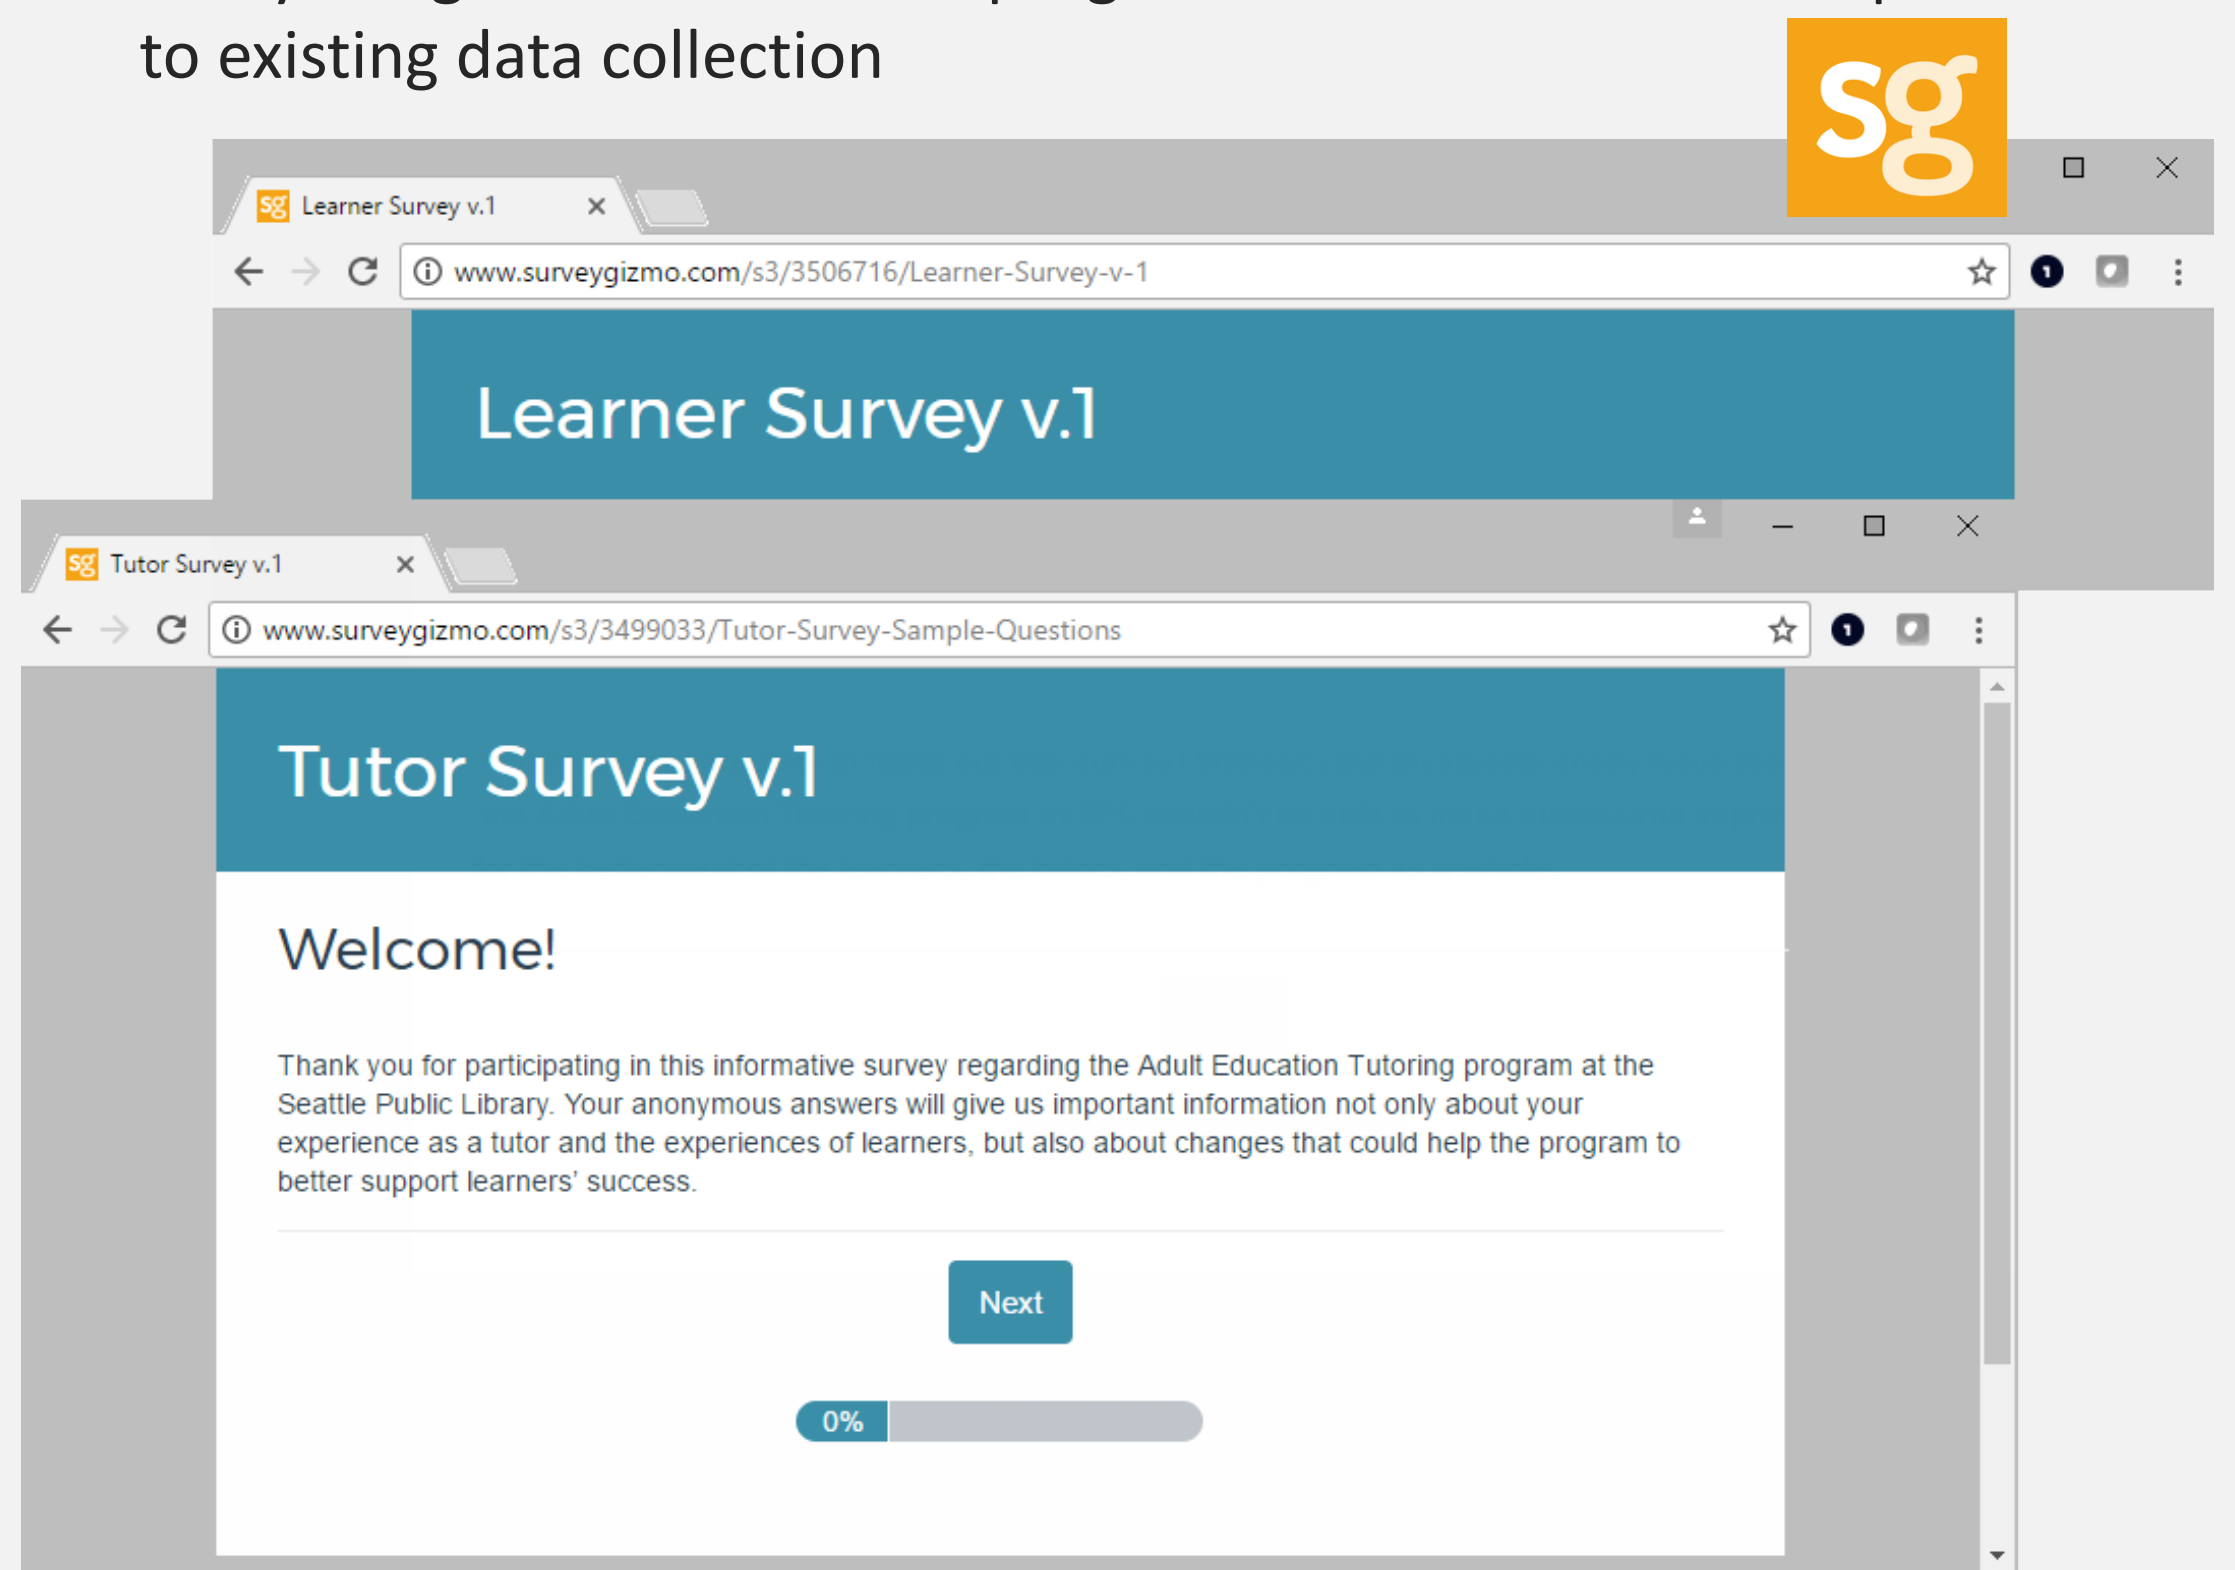 to existing data collection
sg
sg Learner Survey v.1
www.surveygizmo.com/s3/3506716/Learner-Survey-v-1
Learner Survey v.1
sg Tutor Survey v.1
www.surveygizmo.com/s3/3499033/Tutor-Survey-Sample-Questions
Tutor Survey v.1
Welcome!
Thank you for participating in this informative survey regarding the Adult Education Tutoring program at the
Seattle Public Library. Your anonymous answers will give us important information not only about your
experience as a tutor and the experiences of learners, but also about changes that could help the program to
better support learners’ success.
Next
0%